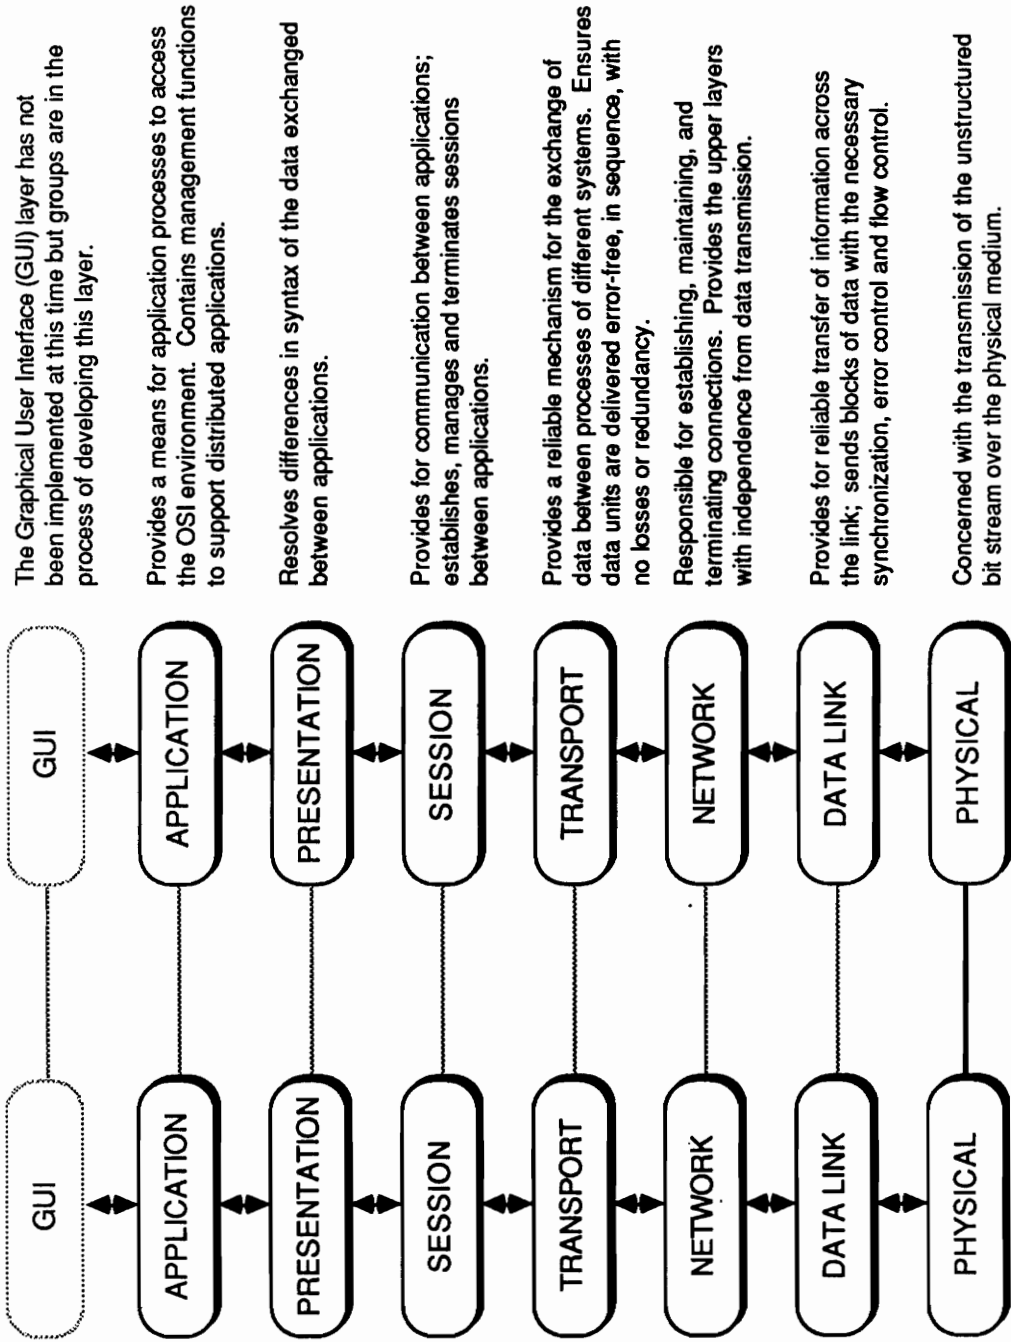 GUI
GUI
The Graphical User Interface (GUI) layer has not
been implemented at this time but groups are in the
process of developing this layer.
APPLICATION
APPLICATION
Provides a means for application processes to access
the OSI environment. Contains management functions
to support distributed applications.
PRESENTATION
PRESENTATION
Resolves differences in syntax of the data exchanged
between applications.
SESSION
SESSION
Provides for communication between applications;
establishes, manages and terminates sessions
between applications.
TRANSPORT
TRANSPORT
Provides a reliable mechanism for the exchange of
data between processes of different systems. Ensures
data units are delivered error-free, in sequence, with
no losses or redundancy.
NETWORK
NETWORK
Responsible for establishing, maintaining, and
terminating connections. Provides the upper layers
with independence from data transmission.
DATA LINK
DATA LINK
Provides for reliable transfer of information across
the link; sends blocks of data with the necessary
synchronization, error control and flow control.
PHYSICAL
PHYSICAL
Concerned with the transmission of the unstructured
bit stream over the physical medium.